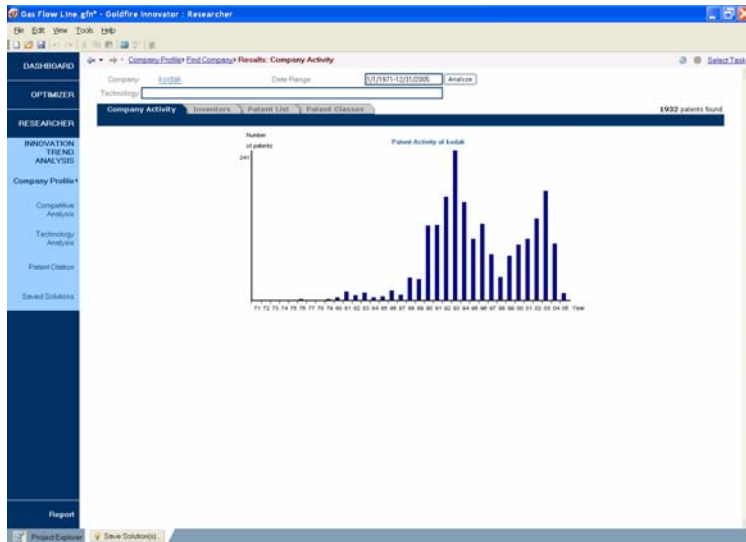 Gas Flow Line.gfn* - Goldfire Innovator : Researcher
File Edit View Tools Help
DASHBOARD
Company Profile Find Company Results: Company Activity
Select Task
Company: kodak Date Range: 1/1/1971-12/31/2005 Analyze
OPTIMIZER
Technology:
Company Activity Inventors Patent List Patent Classes
1932 patents found
RESEARCHER
INNOVATION
TREND
ANALYSIS
Company Profile
Competitive
Analysis
Technology
Analysis
Patent Citation
Saved Solutions
Number
of patents
Patent Activity of kodak
241
71 72 73 74 75 76 77 78 79 80 81 82 83 84 85 86 87 88 89 90 91 92 93 94 95 96 97 98 99 00 01 02 03 04 05 Year
Report
Project Explorer
Save Solution(s)...